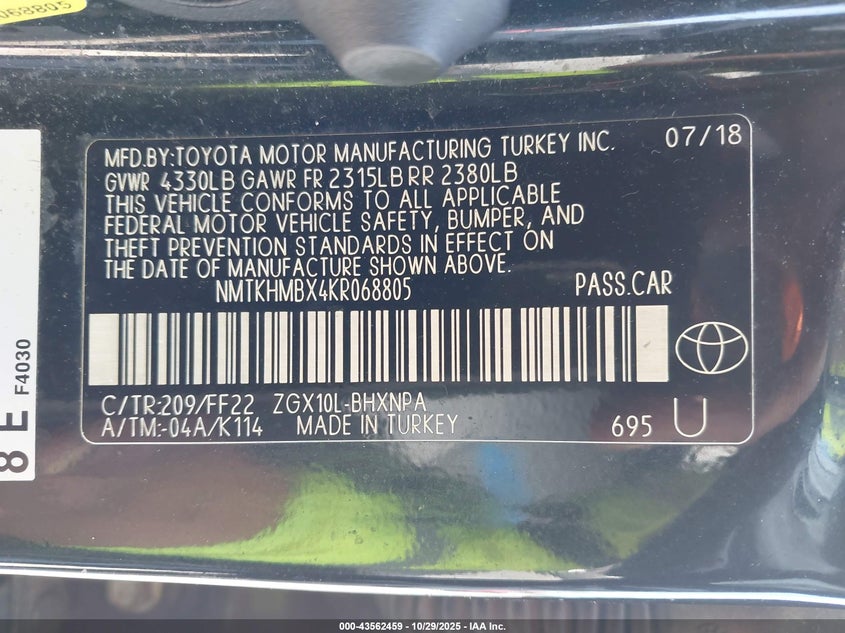 068805
MFD.BY:TOYOTA MOTOR MANUFACTURING TURKEY INC. 07/18
GVWR 4330LB GAWR FR 2315LB RR 2380LB
THIS VEHICLE CONFORMS TO ALL APPLICABLE
FEDERAL MOTOR VEHICLE SAFETY, BUMPER, AND
THEFT PREVENTION STANDARDS IN EFFECT ON
THE DATE OF MANUFACTURE SHOWN ABOVE.
NMTKHMBX4KR068805 PASS.CAR
C/TR:209/FF22 ZGX10L-BHXNPA
A/TM:-04A/K114 MADE IN TURKEY 695 U
8 E
F4030
000-43562459 - 10/29/2025 - IAA Inc.